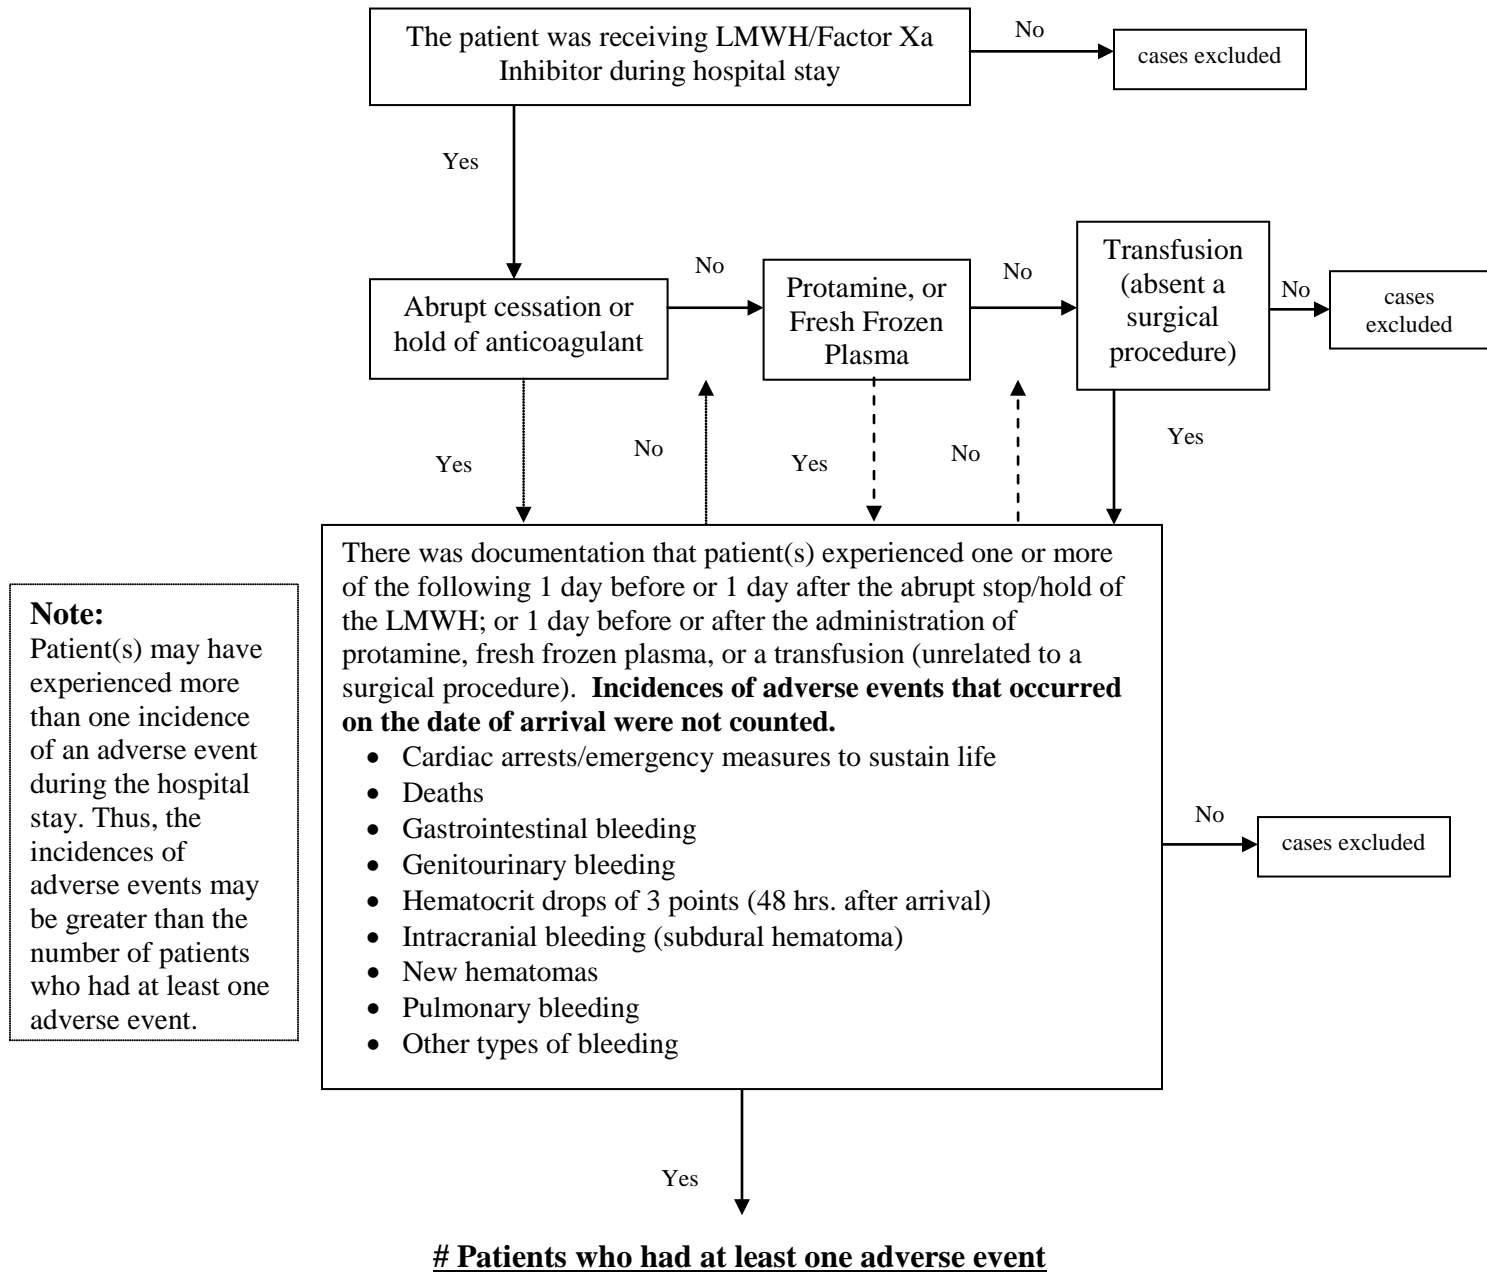 The patient was receiving LMWH/Factor Xa
Inhibitor during hospital stay
No
cases excluded
Yes
Abrupt cessation or
hold of anticoagulant
No
Protamine, or
Fresh Frozen
Plasma
No
Transfusion
(absent a
surgical
procedure)
No
cases
excluded
Yes
No
Yes
No
Yes
There was documentation that patient(s) experienced one or more
of the following 1 day before or 1 day after the abrupt stop/hold of
the LMWH; or 1 day before or after the administration of
protamine, fresh frozen plasma, or a transfusion (unrelated to a
surgical procedure). Incidences of adverse events that occurred
on the date of arrival were not counted.
• Cardiac arrests/emergency measures to sustain life
• Deaths
• Gastrointestinal bleeding
• Genitourinary bleeding
• Hematocrit drops of 3 points (48 hrs. after arrival)
• Intracranial bleeding (subdural hematoma)
• New hematomas
• Pulmonary bleeding
• Other types of bleeding
Note:
Patient(s) may have
experienced more
than one incidence
of an adverse event
during the hospital
stay. Thus, the
incidences of
adverse events may
be greater than the
number of patients
who had at least one
adverse event.
No
cases excluded
Yes
# Patients who had at least one adverse event